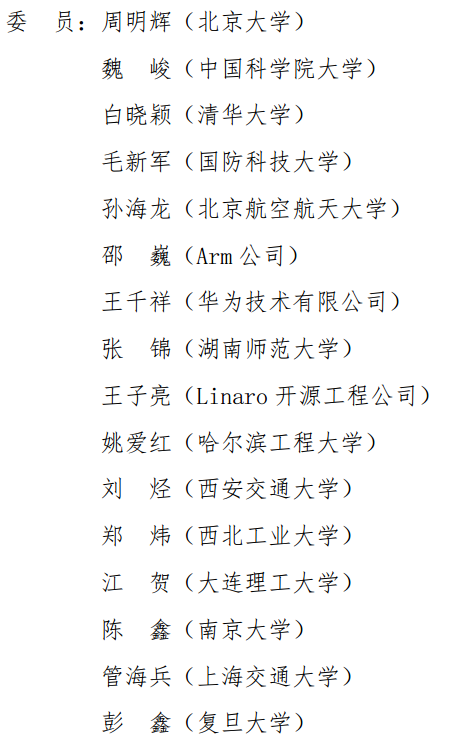 委　员：周明辉（北京大学）
魏　峻（中国科学院大学）
白晓颖（清华大学）
毛新军（国防科技大学）
孙海龙（北京航空航天大学）
邵　巍（Arm 公司）
王千祥（华为技术有限公司）
张　锦（湖南师范大学）
王子亮（Linaro 开源工程公司）
姚爱红（哈尔滨工程大学）
刘　烃（西安交通大学）
郑　炜（西北工业大学）
江　贺（大连理工大学）
陈　鑫（南京大学）
管海兵（上海交通大学）
彭　鑫（复旦大学）